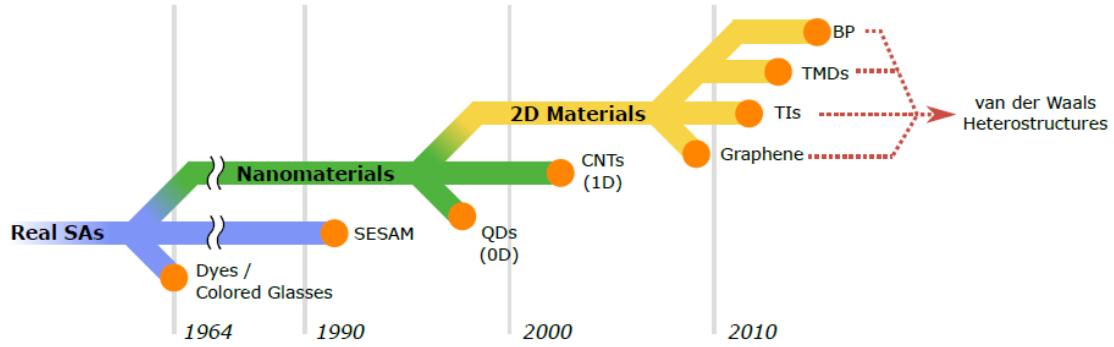 BP
TMDs
2D Materials
TIs
van der Waals
Heterostructures
Graphene
CNTs
(1D)
Nanomaterials
Real SAs
SESAM
QDs
(0D)
Dyes /
Colored Glasses
1964
1990
2000
2010